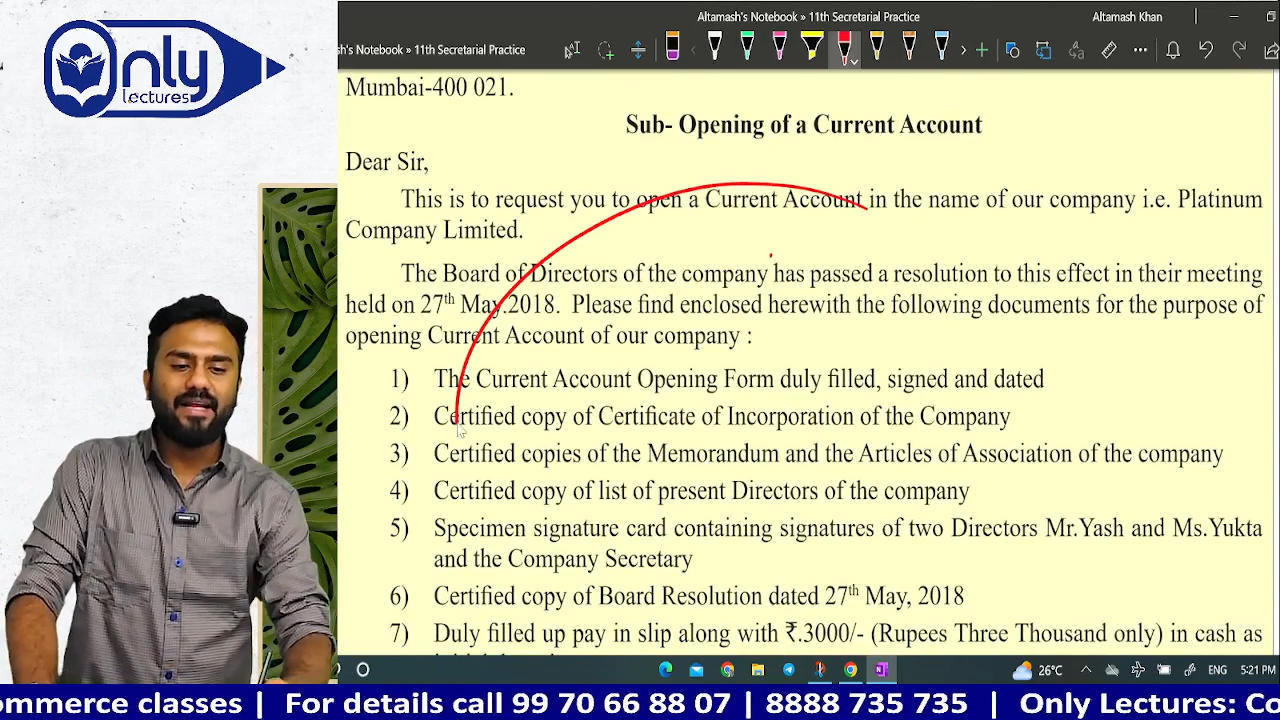 Altamash's Notebook » 11th Secretarial Practice
Altamash Khan
's Notebook » 11th Secretarial Practice
Only
lectures
Mumbai-400 021.
Sub- Opening of a Current Account
Dear Sir,
This is to request you to open a Current Account in the name of our company i.e. Platinum
Company Limited.
The Board of Directors of the company has passed a resolution to this effect in their meeting
held on 27th May.2018. Please find enclosed herewith the following documents for the purpose of
opening Current Account of our company :
1) The Current Account Opening Form duly filled, signed and dated
2) Certified copy of Certificate of Incorporation of the Company
3) Certified copies of the Memorandum and the Articles of Association of the company
4) Certified copy of list of present Directors of the company
5) Specimen signature card containing signatures of two Directors Mr.Yash and Ms.Yukta
and the Company Secretary
6) Certified copy of Board Resolution dated 27th May, 2018
7) Duly filled up pay in slip along with ₹.3000/- (Rupees Three Thousand only) in cash as
26°C
ENG
5:21 PM
ommerce classes | For details call 99 70 66 88 07 | 8888 735 735 | Only Lectures: Co